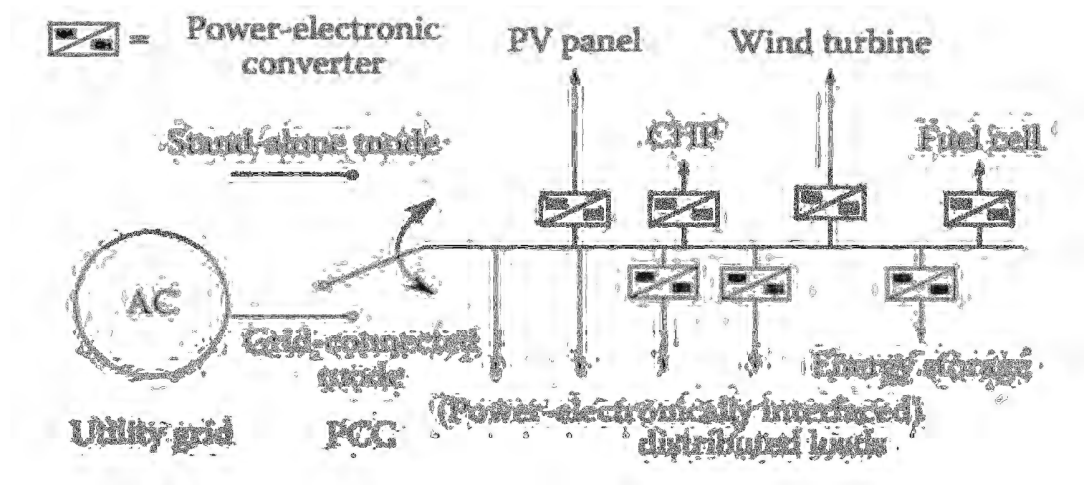 = Power-electronic
converter
PV panel
Wind turbine
Stand-alone mode
CHP
Fuel cell
AC
Grid-connected
mode
Energy storage
Utility grid
PCC
(Power-electronically interfaced)
distributed loads